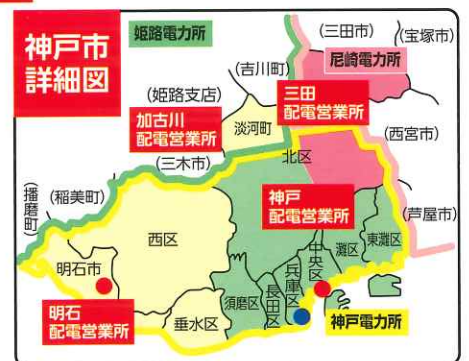 神戸市
詳細図
姫路電力所
(三田市)
(宝塚市)
尼崎電力所
(吉川町)
(姫路支店)
三田
配電営業所
加古川
配電営業所
淡河町
(西宮市)
(三木市)
北区
(稲美町)
(播磨町)
神戸
配電営業所
(芦屋市)
西区
東灘区
灘区
中央区
兵庫区
長田区
須磨区
明石市
垂水区
明石
配電営業所
神戸電力所